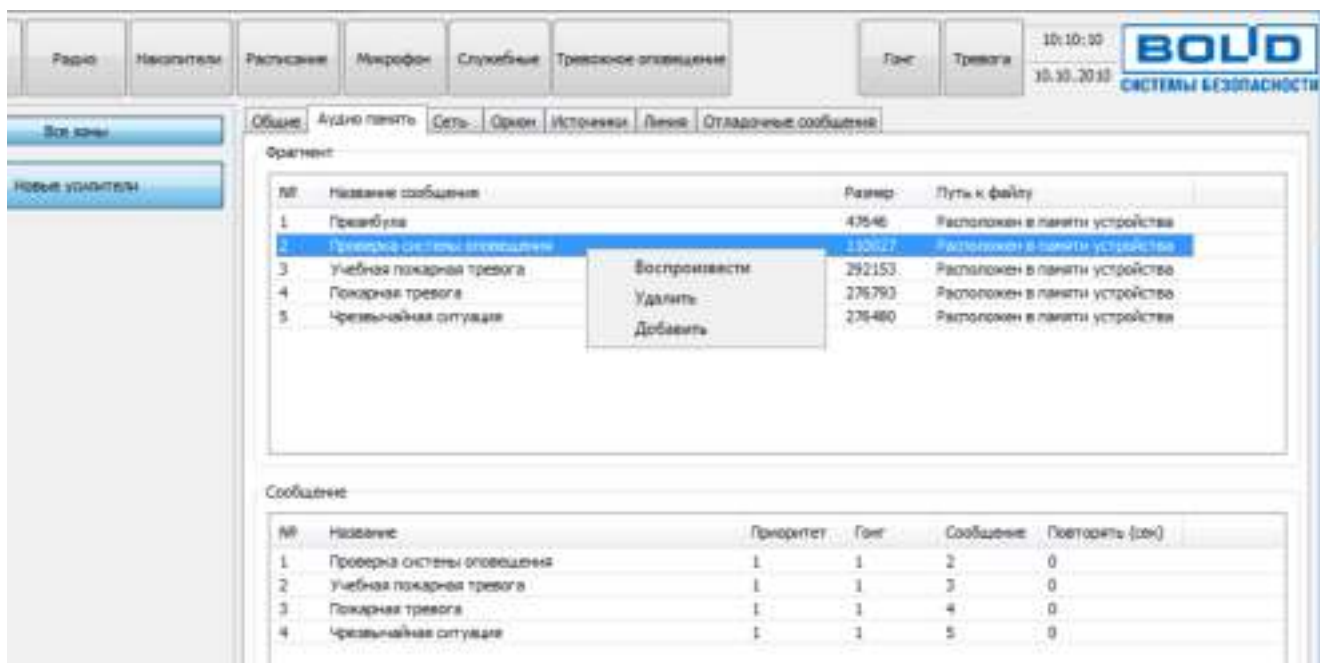 Радио Накопители Расписание Микрофон Служебные Тревожное оповещение Гонг Тревога 10:10:10
10.10.2010
BOLID
СИСТЕМЫ БЕЗОПАСНОСТИ
Все зоны
Новые усилители
Общие Аудио память Сеть Орион Источники Линия Отладочные сообщения
Фрагмент
№ Название сообщения Размер Путь к файлу
1 Преамбула 47646 Расположен в памяти устройства
2 Проверка системы оповещения Расположен в памяти устройства
3 Учебная пожарная тревога 292153 Расположен в памяти устройства
4 Пожарная тревога 276793 Расположен в памяти устройства
5 Чрезвычайная ситуация 276480 Расположен в памяти устройства
Воспроизвести
Удалить
Добавить
Сообщение
№ Название Приоритет Гонг Сообщение Повторять (сек)
1 Проверка системы оповещения 1 1 2 0
2 Учебная пожарная тревога 1 1 3 0
3 Пожарная тревога 1 1 4 0
4 Чрезвычайная ситуация 1 1 5 0